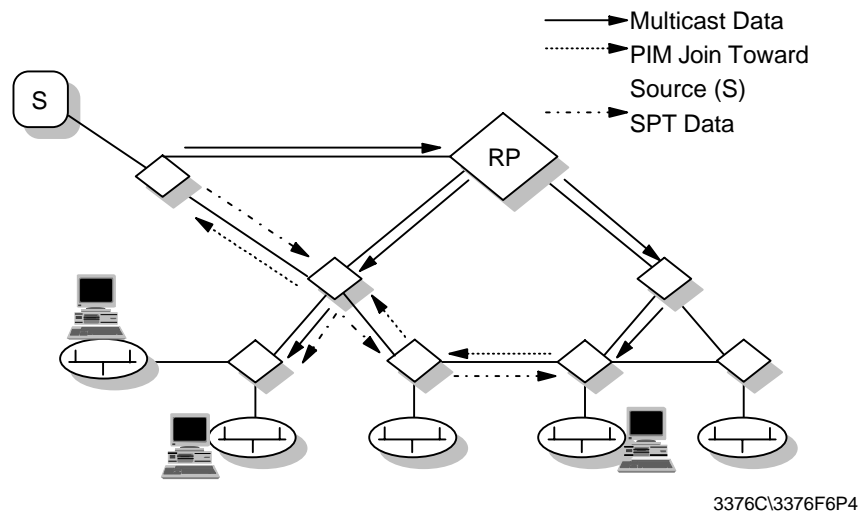 Multicast Data
PIM Join Toward
Source (S)
SPT Data
S
RP
3376C\3376F6P4